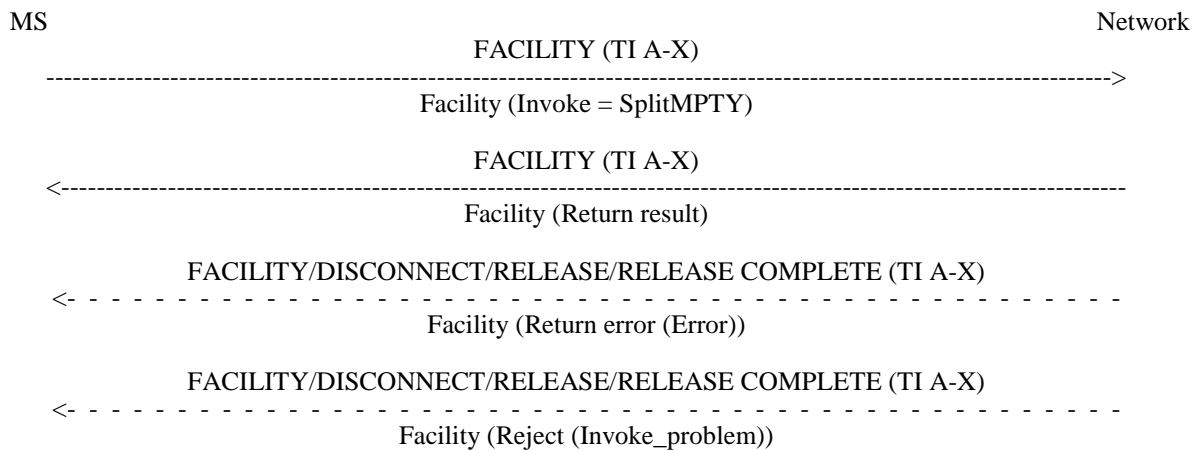 MS Network
FACILITY (TI A-X)
Facility (Invoke = SplitMPTY)
FACILITY (TI A-X)
Facility (Return result)
FACILITY/DISCONNECT/RELEASE/RELEASE COMPLETE (TI A-X)
Facility (Return error (Error))
FACILITY/DISCONNECT/RELEASE/RELEASE COMPLETE (TI A-X)
Facility (Reject (Invoke_problem))